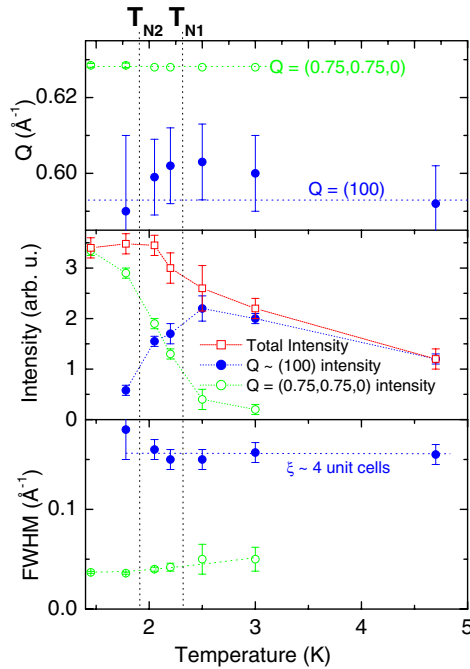 T_N2 T_N1
Q = (0.75,0.75,0)
0.62
Q (Å⁻¹)
0.60
Q = (100)
3
Intensity (arb. u.)
2
1
0
Total Intensity
Q ~ (100) intensity
Q = (0.75,0.75,0) intensity
FWHM (Å⁻¹)
0.1
0.0
ξ ~ 4 unit cells
2 3 4 5
Temperature (K)